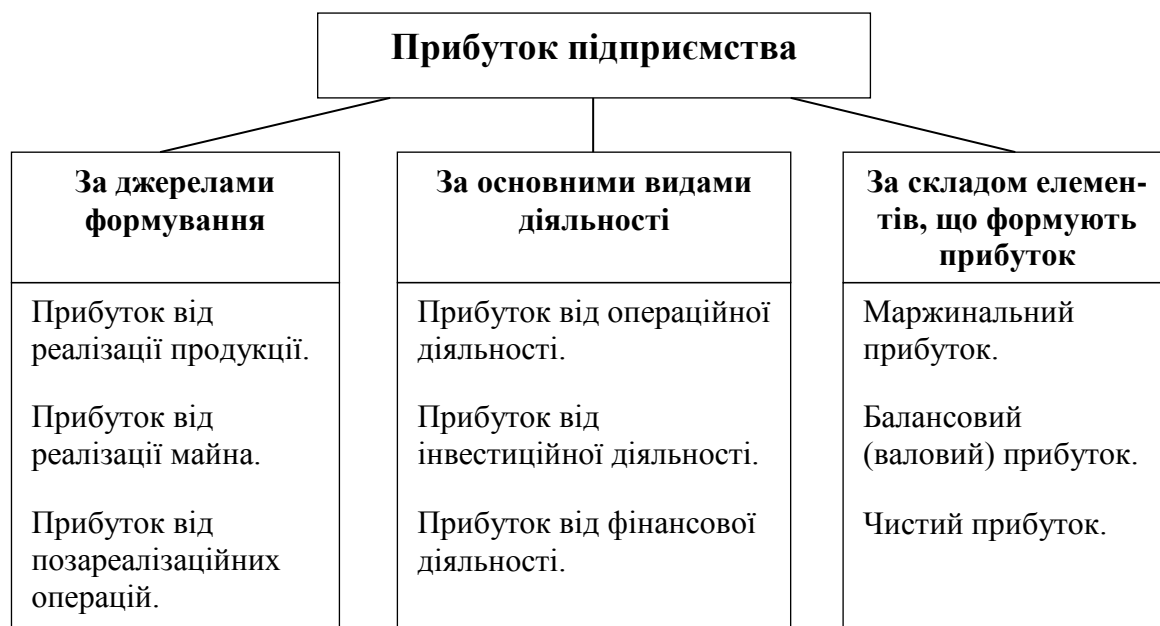 Прибуток підприємства
За джерелами
формування
Прибуток від
реалізації продукції.
Прибуток від
реалізації майна.
Прибуток від
позареалізаційних
операцій.
За основними видами
діяльності
Прибуток від операційної
діяльності.
Прибуток від
інвестиційної діяльності.
Прибуток від фінансової
діяльності.
За складом елемен-
тів, що формують
прибуток
Маржинальний
прибуток.
Балансовий
(валовий) прибуток.
Чистий прибуток.